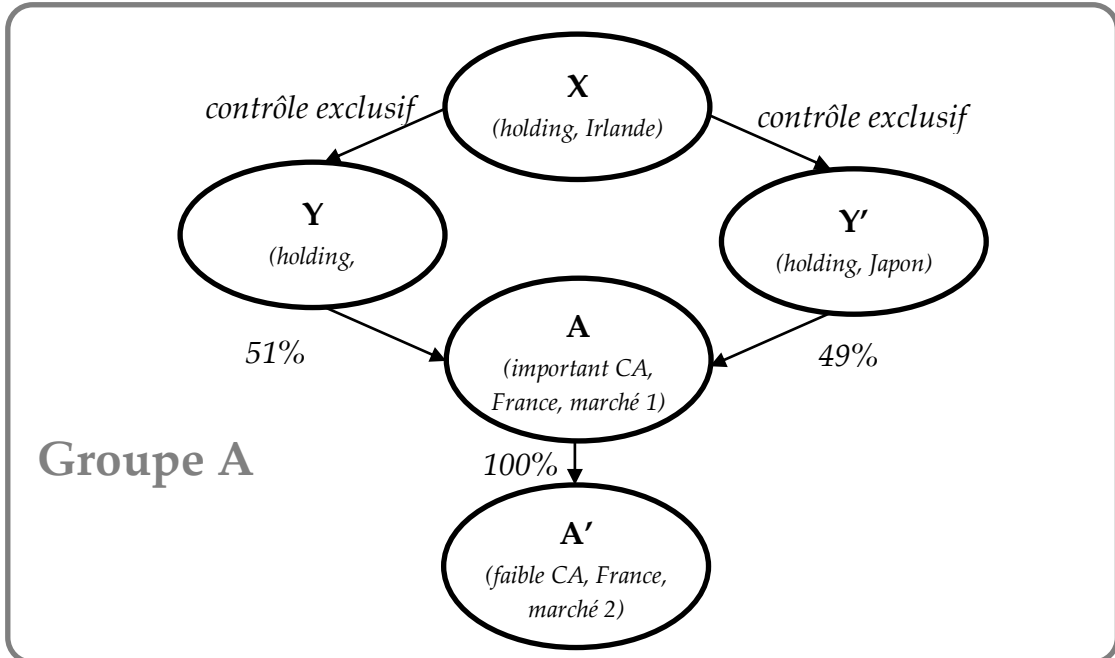 X
(holding, Irlande)
contrôle exclusif
contrôle exclusif
Y
(holding,
Y’
(holding, Japon)
A
(important CA,
France, marché 1)
51%
49%
Groupe A
100%
A’
(faible CA, France,
marché 2)